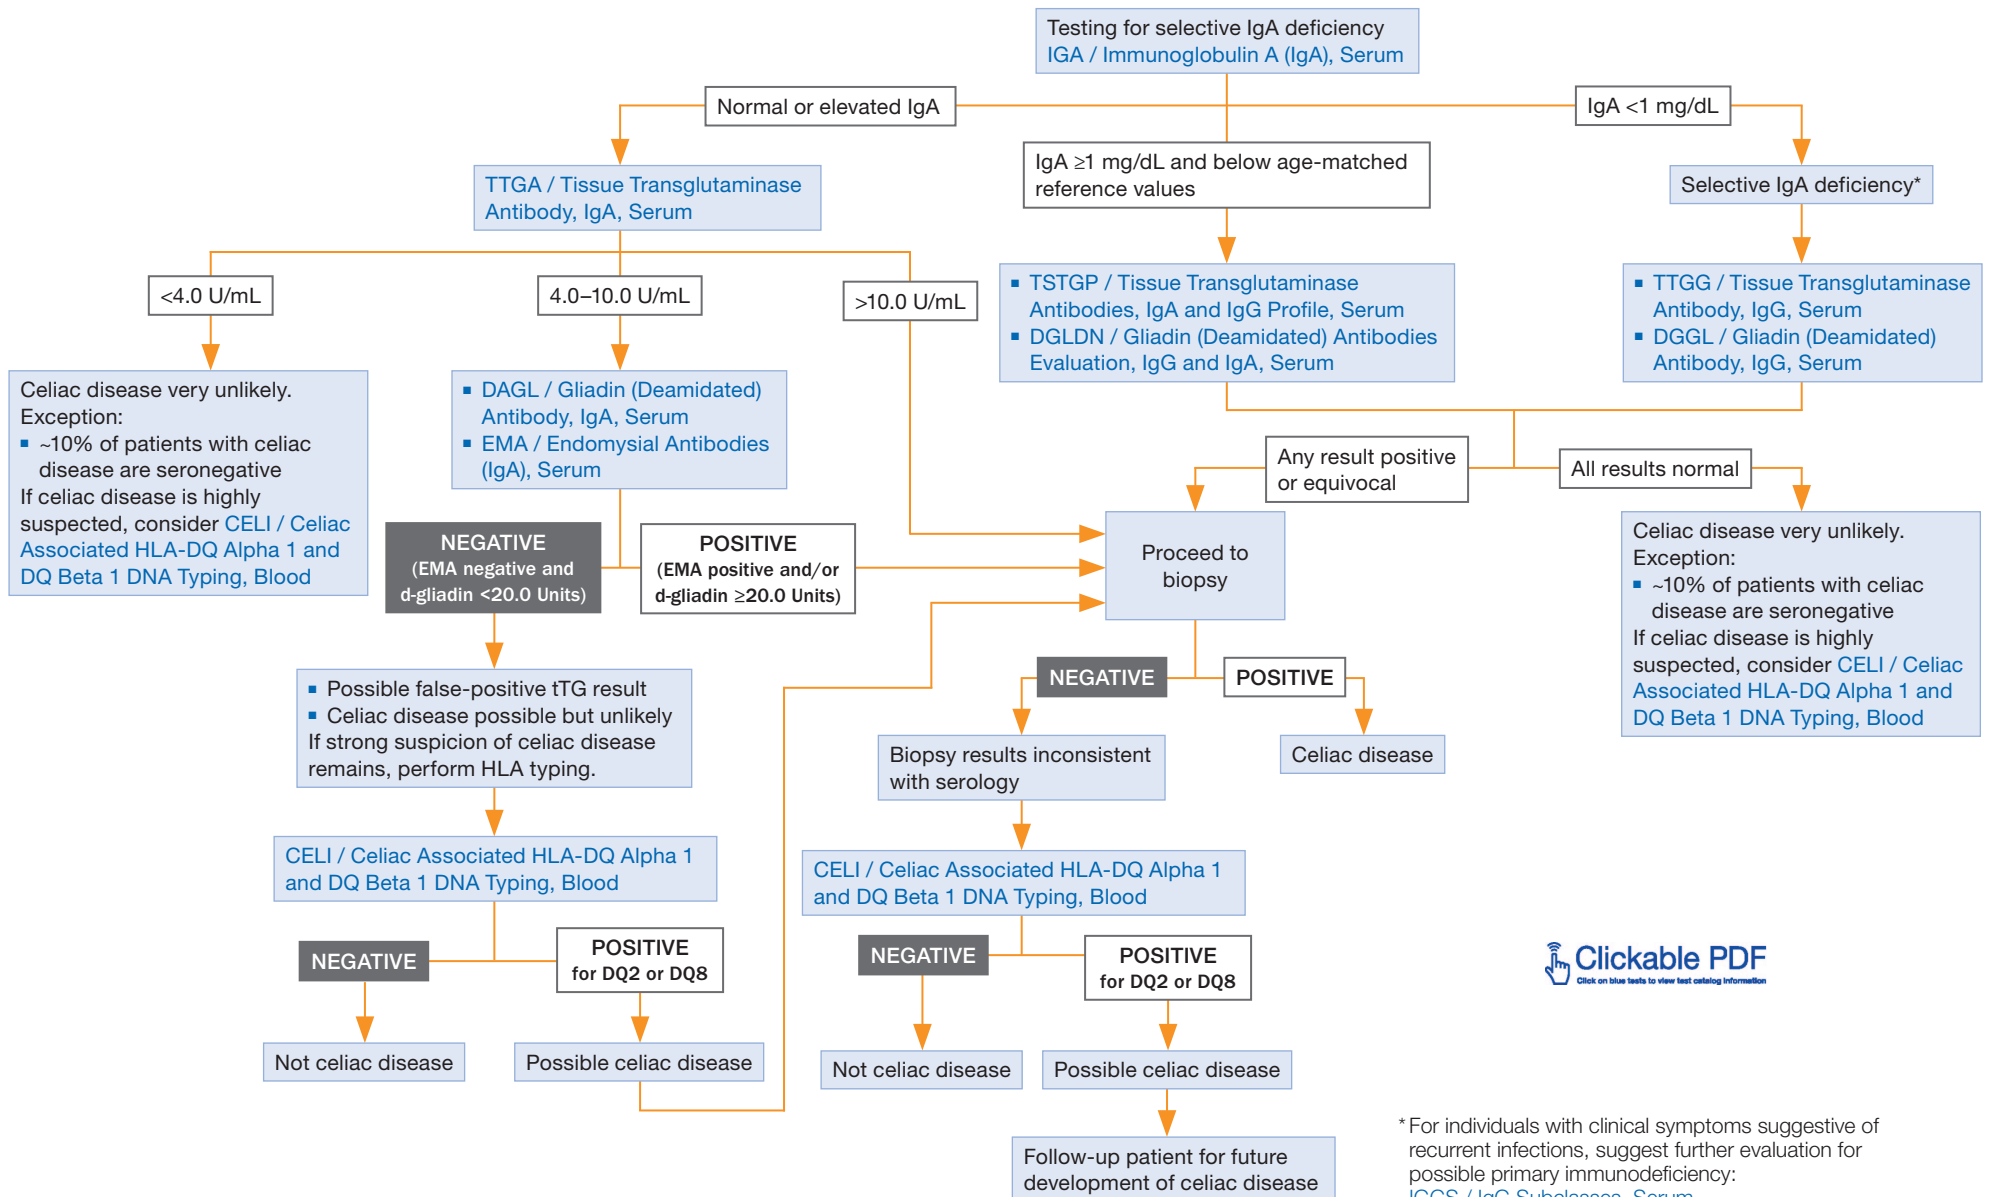 Testing for selective IgA deficiency
IGA / Immunoglobulin A (IgA), Serum
Normal or elevated IgA
IgA <1 mg/dL
IgA ≥1 mg/dL and below age-matched
reference values
TTGA / Tissue Transglutaminase
Antibody, IgA, Serum
Selective IgA deficiency*
<4.0 U/mL
4.0–10.0 U/mL
>10.0 U/mL
▪ TSTGP / Tissue Transglutaminase
Antibodies, IgA and IgG Profile, Serum
▪ DGLDN / Gliadin (Deamidated) Antibodies
Evaluation, IgG and IgA, Serum
▪ TTGG / Tissue Transglutaminase
Antibody, IgG, Serum
▪ DGGL / Gliadin (Deamidated)
Antibody, IgG, Serum
Celiac disease very unlikely.
Exception:
▪ ~10% of patients with celiac
disease are seronegative
If celiac disease is highly
suspected, consider CELI / Celiac
Associated HLA-DQ Alpha 1 and
DQ Beta 1 DNA Typing, Blood
▪ DAGL / Gliadin (Deamidated)
Antibody, IgA, Serum
▪ EMA / Endomysial Antibodies
(IgA), Serum
Any result positive
or equivocal
All results normal
NEGATIVE
(EMA negative and
d-gliadin <20.0 Units)
POSITIVE
(EMA positive and/or
d-gliadin ≥20.0 Units)
Proceed to
biopsy
Celiac disease very unlikely.
Exception:
▪ ~10% of patients with celiac
disease are seronegative
If celiac disease is highly
suspected, consider CELI / Celiac
Associated HLA-DQ Alpha 1 and
DQ Beta 1 DNA Typing, Blood
▪ Possible false-positive tTG result
▪ Celiac disease possible but unlikely
If strong suspicion of celiac disease
remains, perform HLA typing.
NEGATIVE
POSITIVE
Biopsy results inconsistent
with serology
Celiac disease
CELI / Celiac Associated HLA-DQ Alpha 1
and DQ Beta 1 DNA Typing, Blood
CELI / Celiac Associated HLA-DQ Alpha 1
and DQ Beta 1 DNA Typing, Blood
NEGATIVE
POSITIVE
for DQ2 or DQ8
NEGATIVE
POSITIVE
for DQ2 or DQ8
Clickable PDF
Click on blue tests to view test catalog information
Not celiac disease
Possible celiac disease
Not celiac disease
Possible celiac disease
Follow-up patient for future
development of celiac disease
* For individuals with clinical symptoms suggestive of
recurrent infections, suggest further evaluation for
possible primary immunodeficiency:
IGGS / IgG Subclasses, Serum